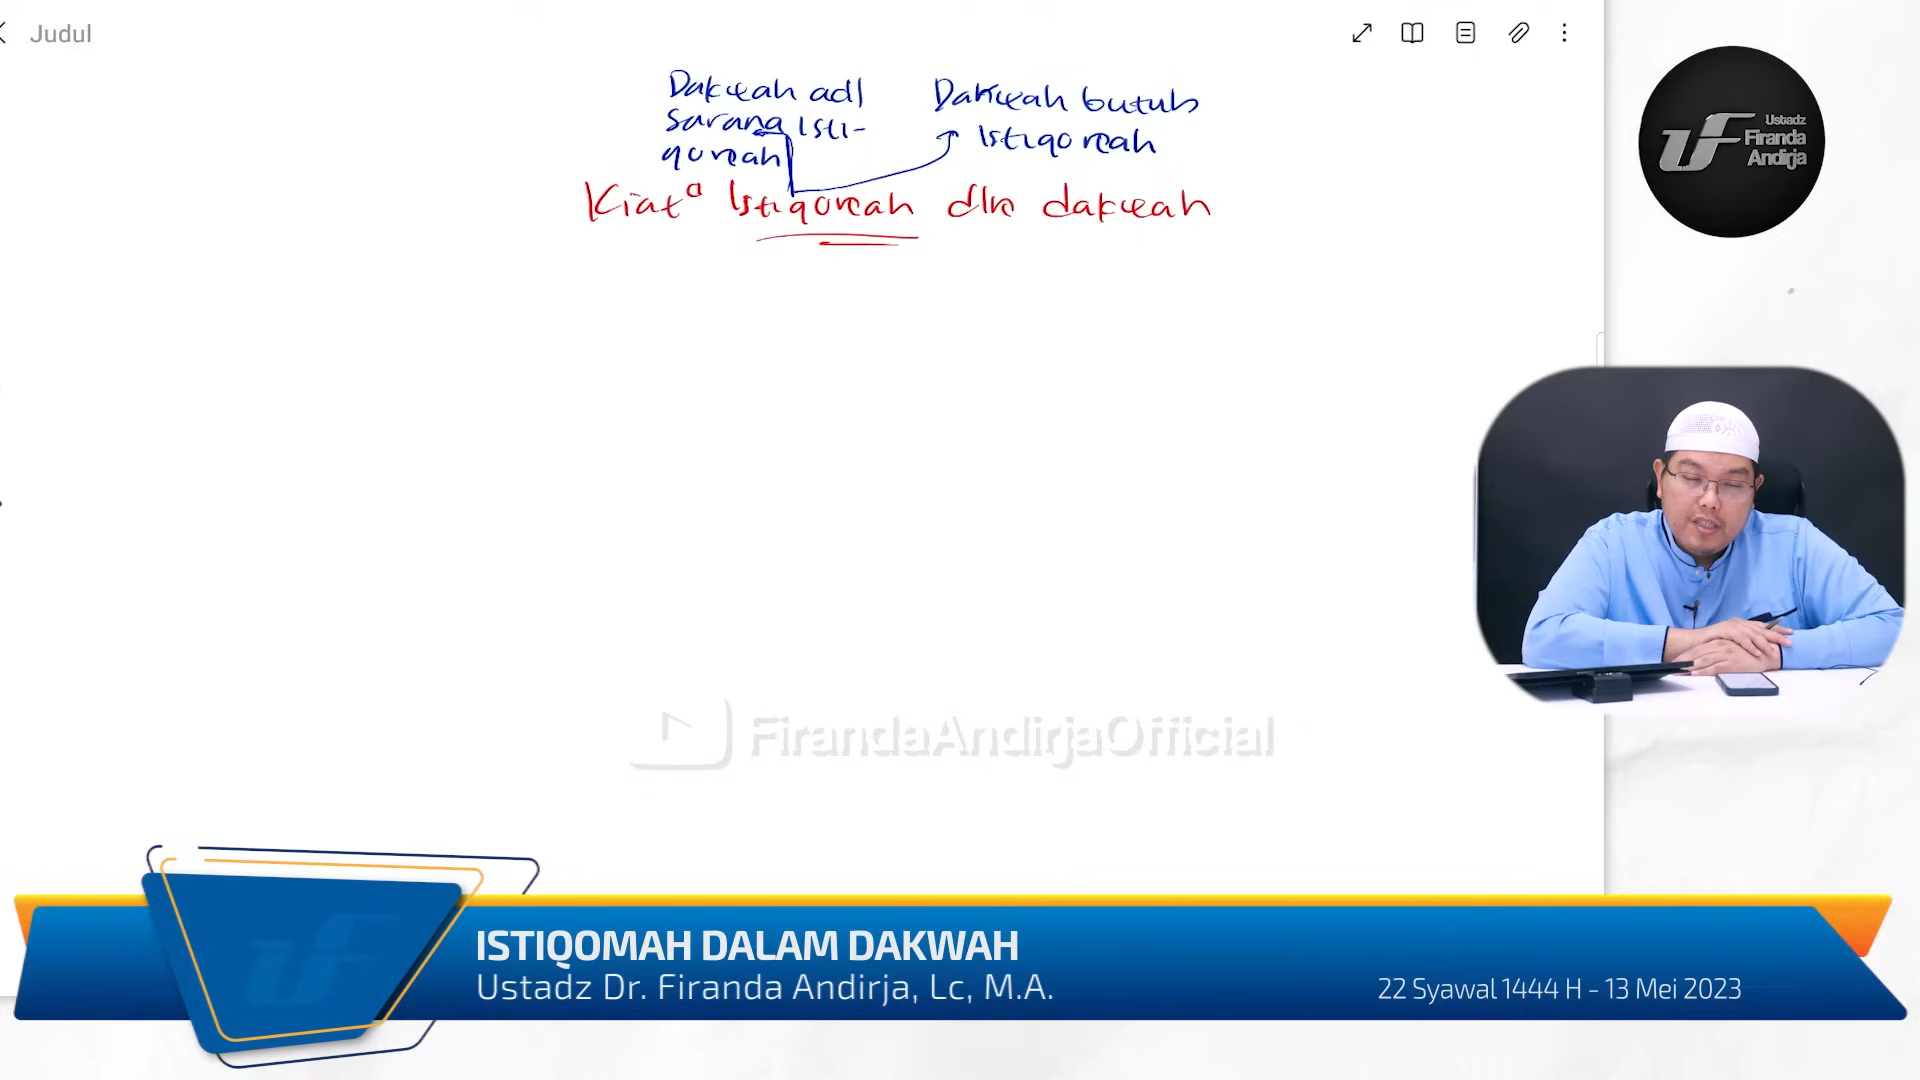 Judul
Dakwah adl
sarana isti-
qomah
Dakwah butuh
istiqomah
Kiat² Istiqomah dlm dakwah
Ustadz
Firanda
Andirja
FirandaAndirjaOfficial
ISTIQOMAH DALAM DAKWAH
Ustadz Dr. Firanda Andirja, Lc, M.A.
22 Syawal 1444 H - 13 Mei 2023